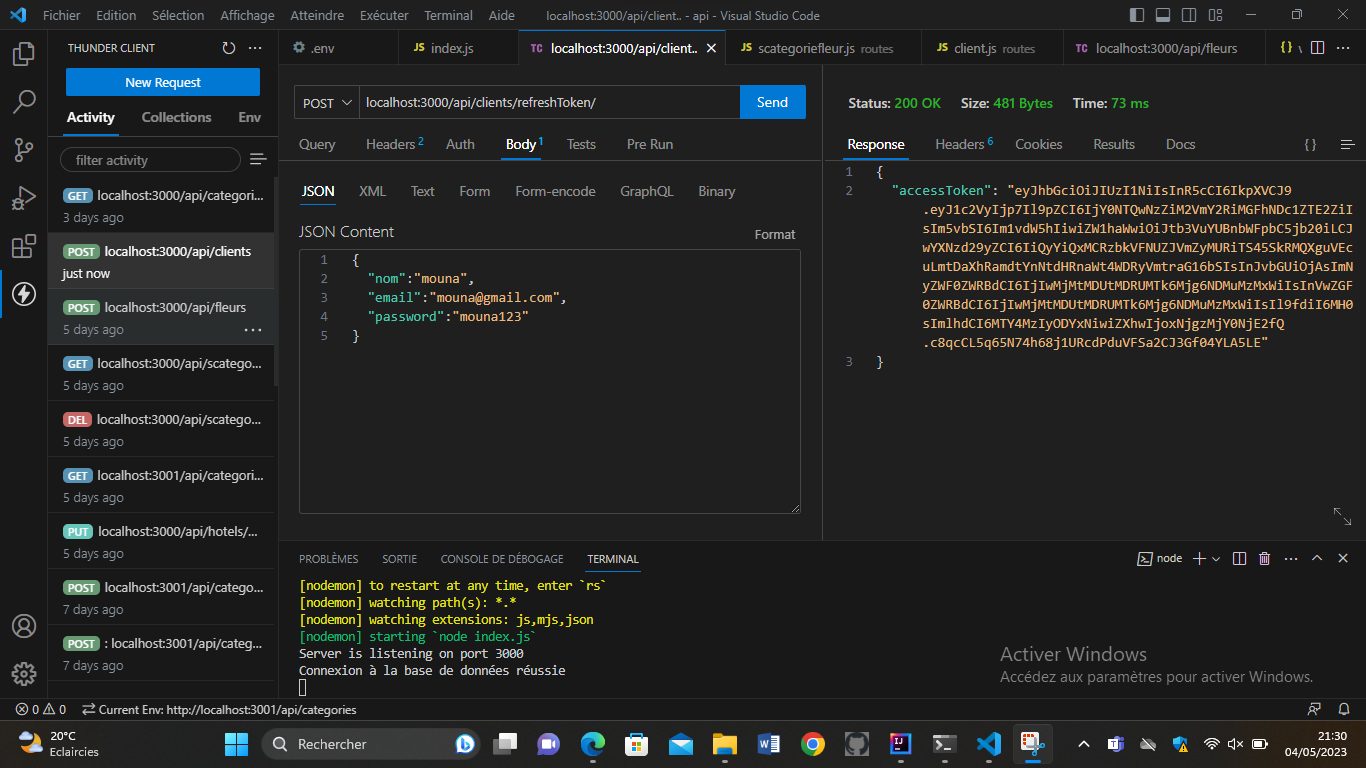 Fichier Edition Sélection Affichage Atteindre Exécuter Terminal Aide localhost:3000/api/client.. - api - Visual Studio Code
THUNDER CLIENT
New Request
Activity Collections Env
filter activity
GET localhost:3000/api/categori...
3 days ago
POST localhost:3000/api/clients
just now
POST localhost:3000/api/fleurs
5 days ago
GET localhost:3000/api/scatego...
5 days ago
DEL localhost:3000/api/scatego...
5 days ago
GET localhost:3001/api/categori...
5 days ago
PUT localhost:3000/api/hotels/...
5 days ago
POST localhost:3001/api/catego...
7 days ago
POST : localhost:3001/api/categ...
7 days ago
.env JS index.js TC localhost:3000/api/client.. JS scategoriefleur.js routes JS client.js routes TC localhost:3000/api/fleurs
POST localhost:3000/api/clients/refreshToken/ Send
Query Headers 2 Auth Body 1 Tests Pre Run
JSON XML Text Form Form-encode GraphQL Binary
JSON Content Format
1 {
2 "nom":"mouna",
3 "email":"mouna@gmail.com",
4 "password":"mouna123"
5 }
Status: 200 OK Size: 481 Bytes Time: 73 ms
Response Headers 6 Cookies Results Docs { }
1 {
2 "accessToken": "eyJhbGciOiJIUzI1NiIsInR5cCI6IkpXVCJ9
.eyJ1c2VyIjp7Il9pZCI6IjY0NTQwNzZiM2VmY2RiMGFhNDc1ZTE2ZiI
sIm5vbSI6Im1vdW5hIiwiZW1haWwiOiJtb3VuYUBnbWFpbC5jb20iLCJ
wYXNzd29yZCI6IiQyYiQxMCRzbkVFNUZJVmZyMURiTS45SkRMQXguVEc
uLmtDaXhRamdtYnNtdHRnaWt4WDRyVmtraG16bSIsInJvbGUiOjAsImN
yZWF0ZWRBdCI6IjIwMjMtMDUtMDRUMTk6Mjg6NDMuMzMxWiIsInVwZGF
0ZWRBdCI6IjIwMjMtMDUtMDRUMTk6Mjg6NDMuMzMxWiIsIl9fdiI6MH0
sImlhdCI6MTY4MzIyODYxNiwiZXhwIjoxNjgzMjY0NjE2fQ
.c8qcCL5q65N74h68j1URcdPduVFSa2CJ3Gf04YLA5LE"
3 }
PROBLÈMES SORTIE CONSOLE DE DÉBOGAGE TERMINAL node
[nodemon] to restart at any time, enter `rs`
[nodemon] watching path(s): *.*
[nodemon] watching extensions: js,mjs,json
[nodemon] starting `node index.js`
Server is listening on port 3000
Connexion à la base de données réussie
Activer Windows
Accédez aux paramètres pour activer Windows.
0 0 Current Env: http://localhost:3001/api/categories
20°C
Eclaircies
Rechercher
21:30
04/05/2023